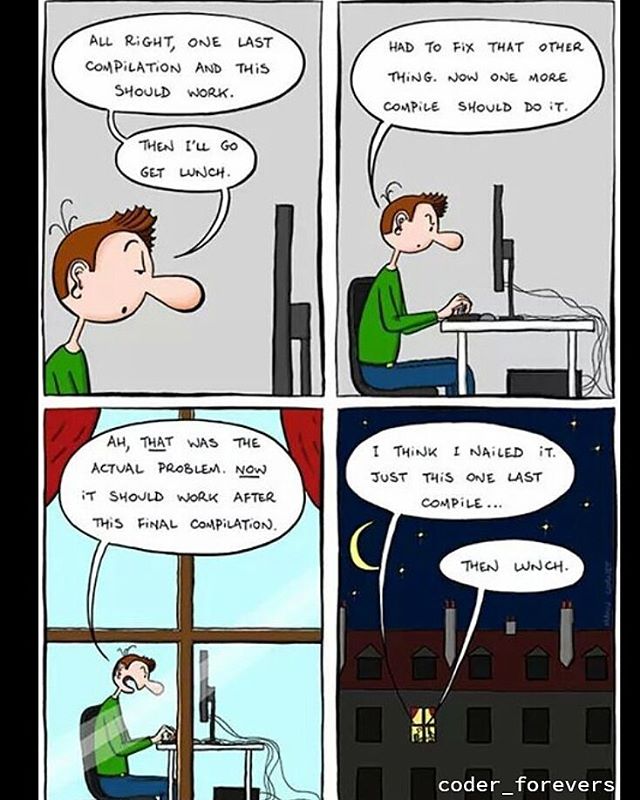 ALL RIGHT, ONE LAST
COMPILATION AND THIS
SHOULD WORK.
THEN I'LL GO
GET LUNCH.
HAD TO FIX THAT OTHER
THING. NOW ONE MORE
COMPILE SHOULD DO IT.
AH, THAT WAS THE
ACTUAL PROBLEM. NOW
IT SHOULD WORK AFTER
THIS FINAL COMPILATION.
I THINK I NAILED IT.
JUST THIS ONE LAST
COMPILE...
THEN LUNCH.
coder_forevers